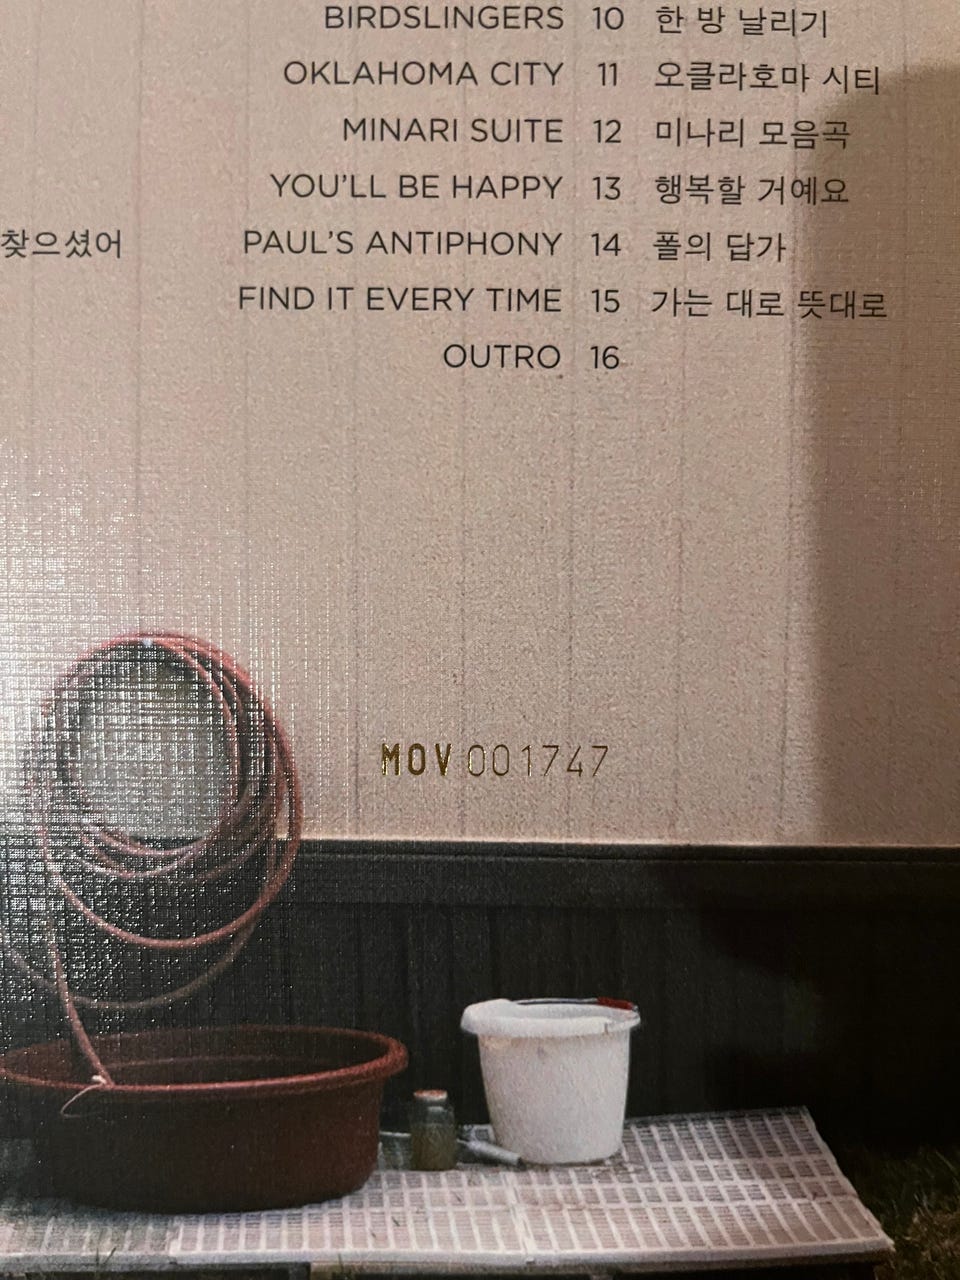 BIRDSLINGERS 10 한 방 날리기
OKLAHOMA CITY 11 오클라호마 시티
MINARI SUITE 12 미나리 모음곡
YOU'LL BE HAPPY 13 행복할 거예요
찾으셨어 PAUL'S ANTIPHONY 14 폴의 답가
FIND IT EVERY TIME 15 가는 대로 뜻대로
OUTRO 16
MOV 001747